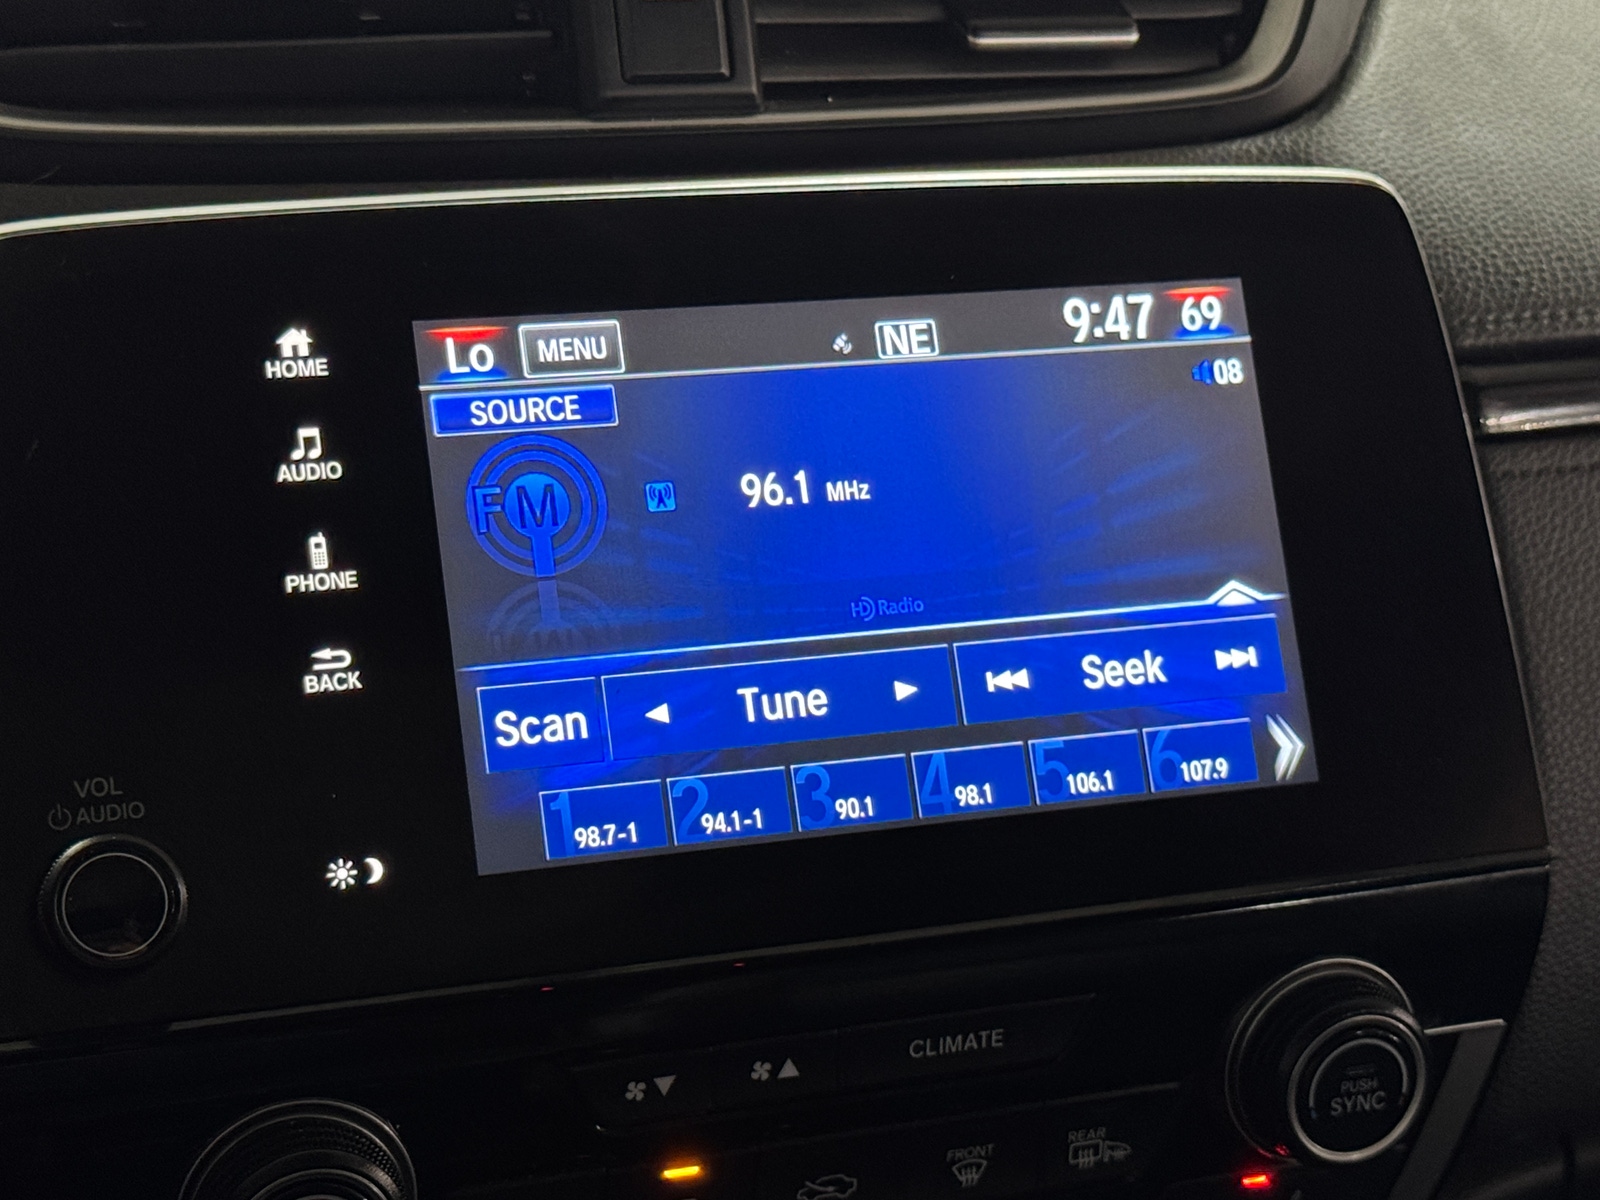 HOME
AUDIO
PHONE
BACK
VOL
AUDIO
Lo MENU NE 9:47 69
SOURCE 08
FM 96.1 MHz
HD Radio
Scan Tune Seek
1 98.7-1 2 94.1-1 3 90.1 4 98.1 5 106.1 6 107.9
CLIMATE
PUSH
SYNC
FRONT
REAR